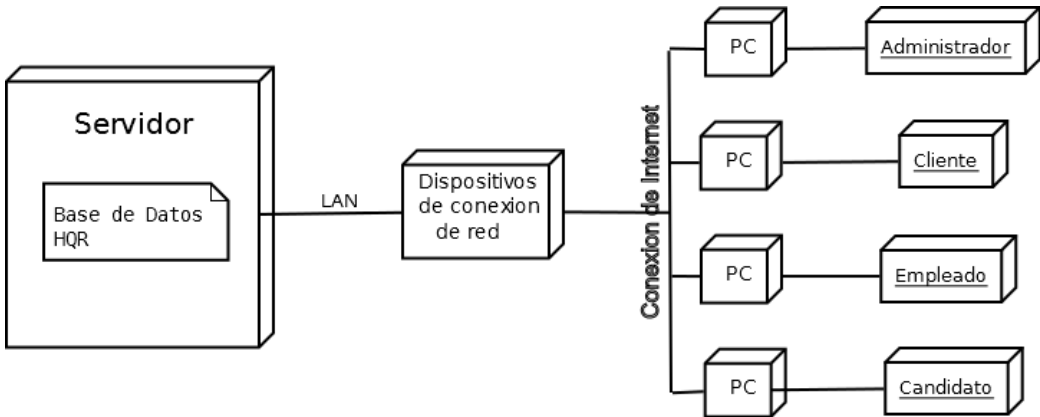 Servidor
Base de Datos
HQR
LAN
Dispositivos
de conexion
de red
Conexion de Internet
PC
Administrador
PC
Cliente
PC
Empleado
PC
Candidato